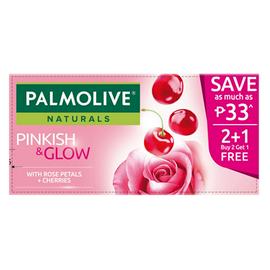 PALMOLIVE®
NATURALS
PINKISH
&GLOW
WITH ROSE PETALS
+ CHERRIES
SAVE
as much as
₱33^
2+1
Buy 2 Get 1
FREE